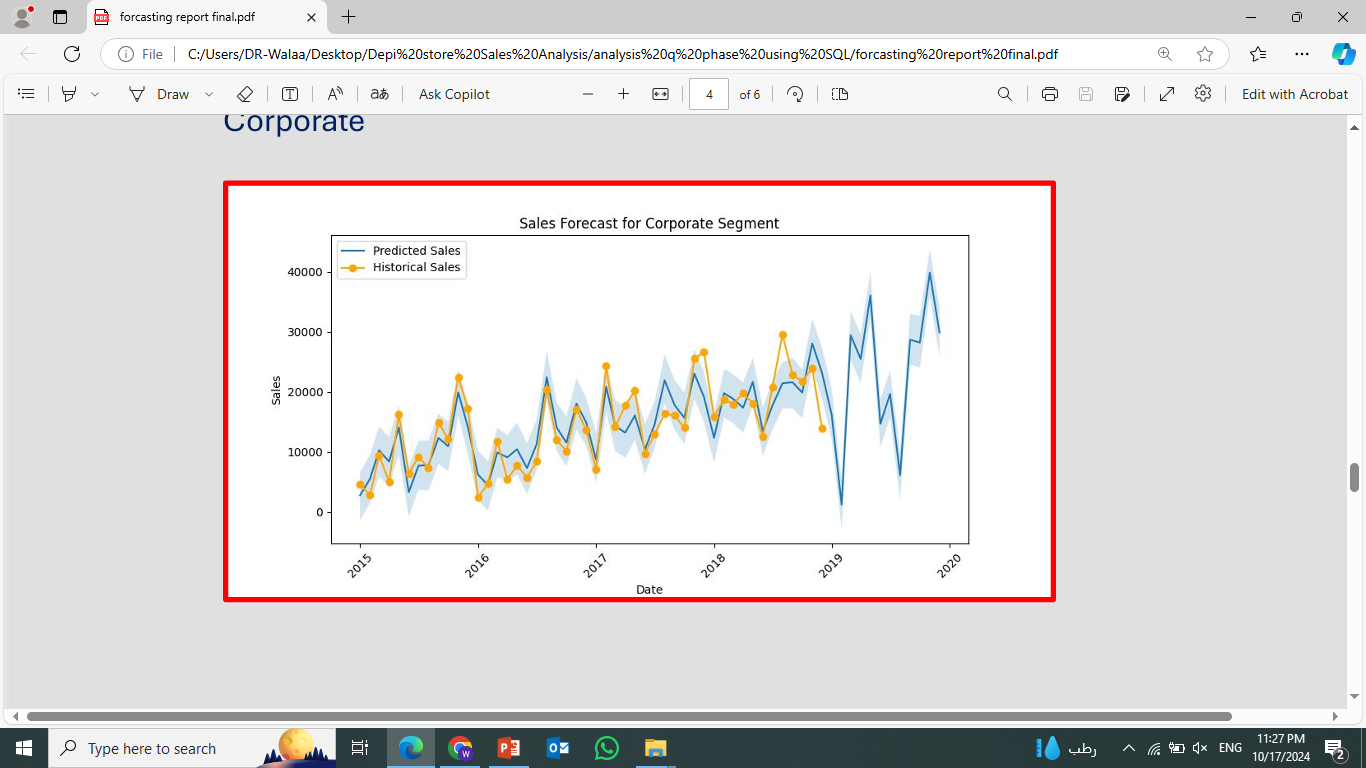 forcasting report final.pdf
File
C:/Users/DR-Walaa/Desktop/Depi%20store%20Sales%20Analysis/analysis%20q%20phase%20using%20SQL/forcasting%20report%20final.pdf
Draw
Ask Copilot
4
of 6
Edit with Acrobat
Corporate
Sales Forecast for Corporate Segment
Predicted Sales
Historical Sales
40000
30000
20000
10000
0
Sales
2015
2016
2017
2018
2019
2020
Date
Type here to search
رطب
ENG
11:27 PM
10/17/2024
2